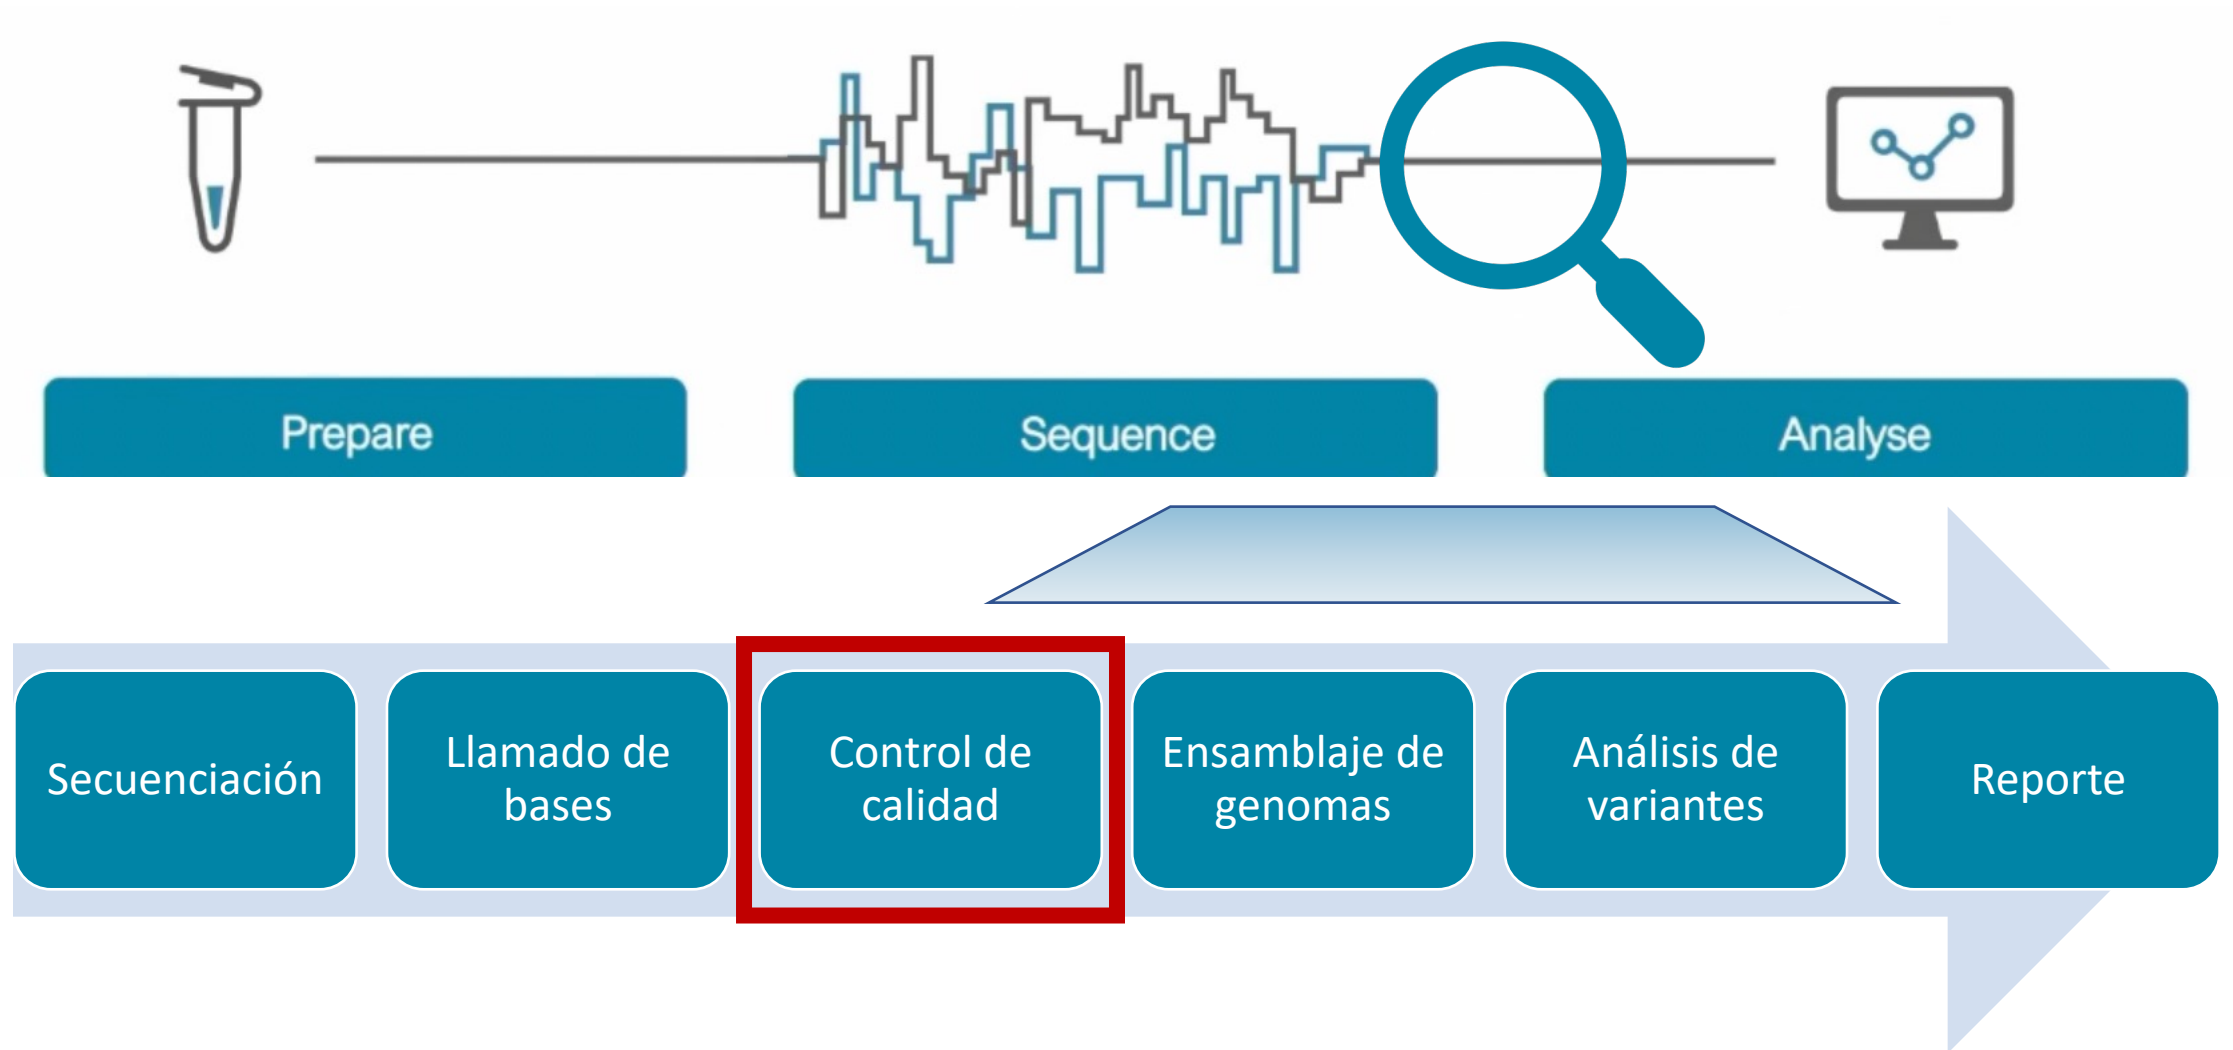 Prepare
Sequence
Analyse
Secuenciación
Llamado de
bases
Control de
calidad
Ensamblaje de
genomas
Análisis de
variantes
Reporte